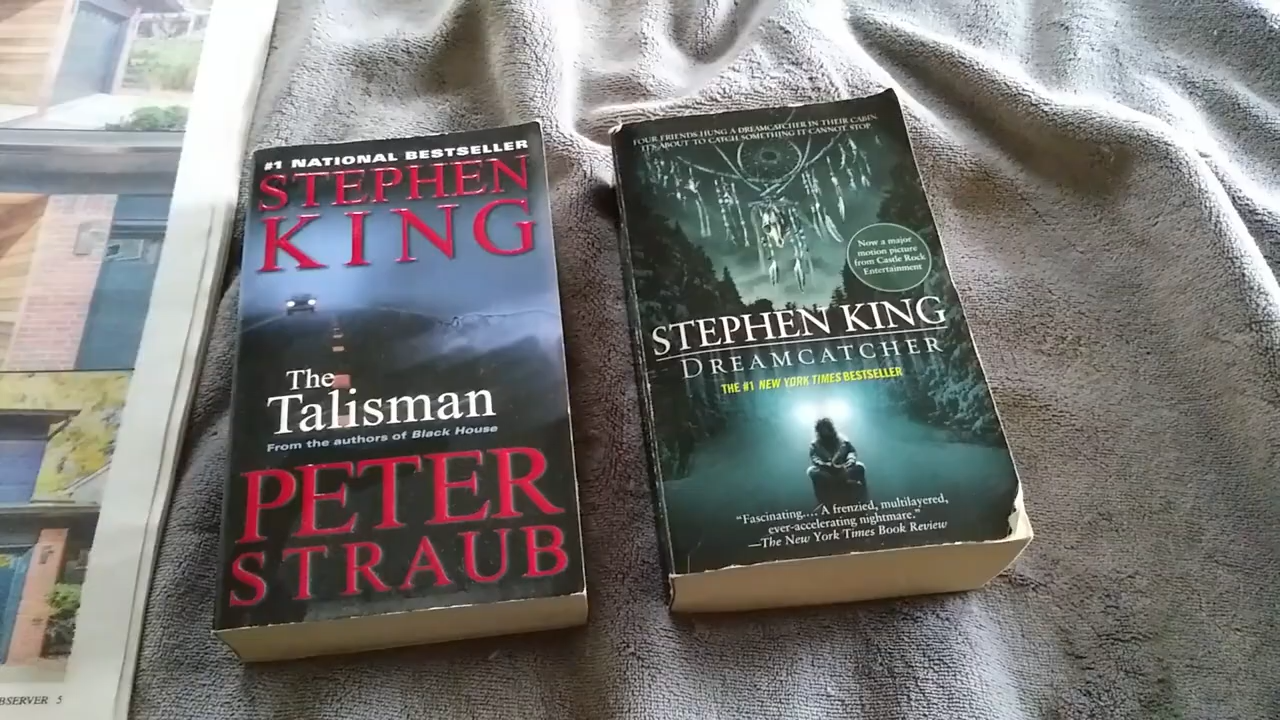 #1 NATIONAL BESTSELLER
STEPHEN
KING
The
Talisman
From the authors of Black House
PETER
STRAUB
FOUR FRIENDS HUNG A DREAMCATCHER IN THEIR CABIN
IT'S ABOUT TO CATCH SOMETHING IT CANNOT STOP
Now a major
motion picture
from Castle Rock
Entertainment
STEPHEN KING
DREAMCATCHER
THE #1 NEW YORK TIMES BESTSELLER
“Fascinating.... A frenzied, multilayered,
ever-accelerating nightmare.”
—The New York Times Book Review
BSERVER 5